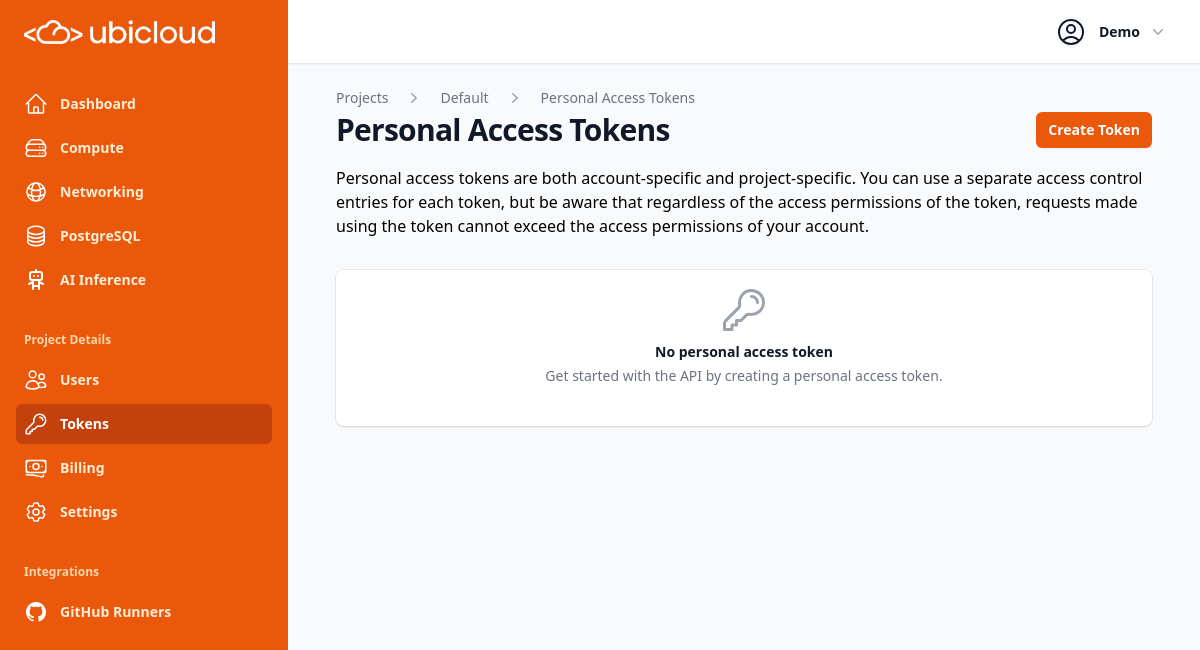 ubicloud
Demo
Dashboard
Compute
Networking
PostgreSQL
AI Inference
Project Details
Users
Tokens
Billing
Settings
Integrations
GitHub Runners
Projects
Default
Personal Access Tokens
Personal Access Tokens
Create Token
Personal access tokens are both account-specific and project-specific. You can use a separate access control
entries for each token, but be aware that regardless of the access permissions of the token, requests made
using the token cannot exceed the access permissions of your account.
No personal access token
Get started with the API by creating a personal access token.